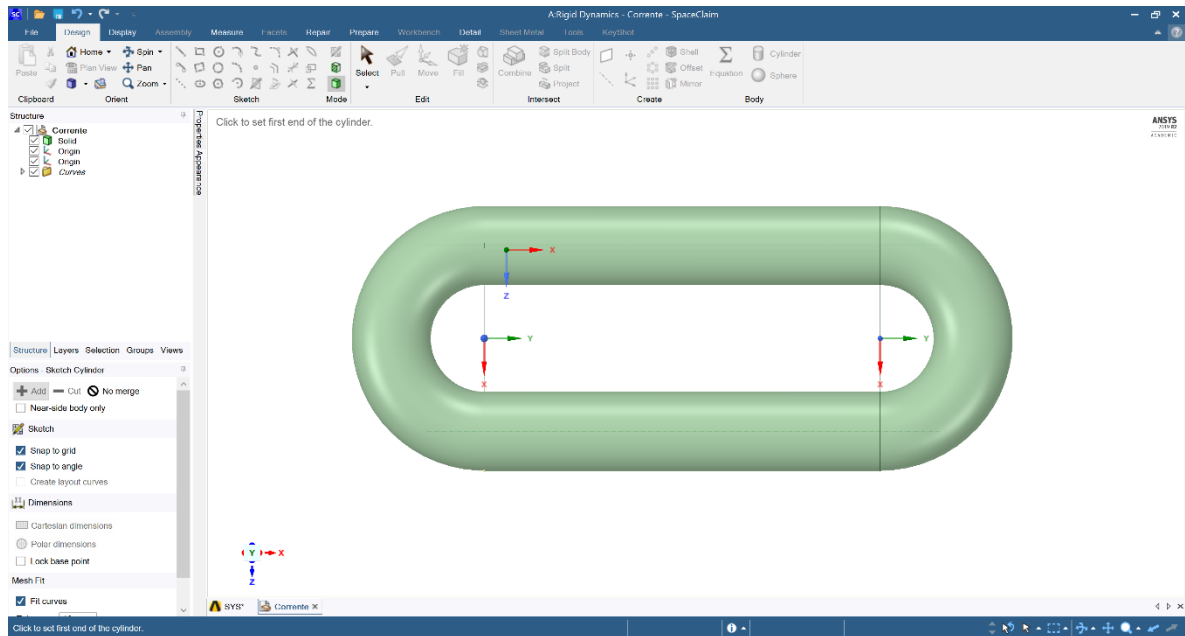 A:Rigid Dynamics - Corrente - SpaceClaim
File Design Display Assembly Measure Facets Repair Prepare Workbench Detail Sheet Metal Tools KeyShot
Home Spin
Paste Plan View Pan Select Pull Move Fill Combine Split Body Split Project Shell Offset Mirror Equation Cylinder Sphere
Zoom
Clipboard Orient Sketch Mode Edit Intersect Create Body
Structure
Corrente
Solid
Origin
Origin
Curves
Properties Appearance
Click to set first end of the cylinder.
ANSYS
2019 R2
ACADEMIC
X
Z
Y
X
Y
X
Structure Layers Selection Groups Views
Options - Sketch Cylinder
Add Cut No merge
Near-side body only
Sketch
Snap to grid
Snap to angle
Create layout curves
Dimensions
Cartesian dimensions
Polar dimensions
Lock base point
Mesh Fit
Fit curves
Y X
Z
SYS* Corrente
Click to set first end of the cylinder.